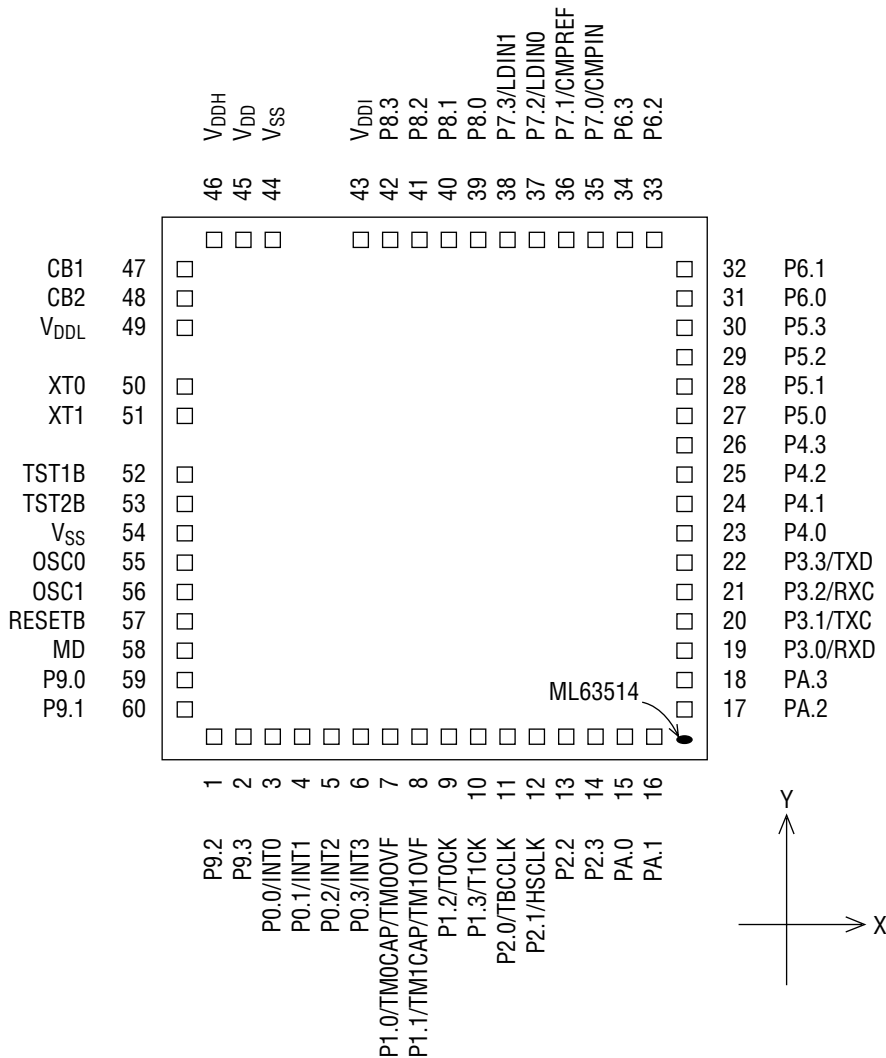 V_DDH
V_DD
V_SS
V_DDI
P8.3
P8.2
P8.1
P8.0
P7.3/LDIN1
P7.2/LDIN0
P7.1/CMPREF
P7.0/CMPIN
P6.3
P6.2
46 45 44 43 42 41 40 39 38 37 36 35 34 33
CB1 47
CB2 48
V_DDL 49
XT0 50
XT1 51
TST1B 52
TST2B 53
V_SS 54
OSC0 55
OSC1 56
RESETB 57
MD 58
P9.0 59
P9.1 60
32 P6.1
31 P6.0
30 P5.3
29 P5.2
28 P5.1
27 P5.0
26 P4.3
25 P4.2
24 P4.1
23 P4.0
22 P3.3/TXD
21 P3.2/RXC
20 P3.1/TXC
19 P3.0/RXD
18 PA.3
17 PA.2
ML63514
1 2 3 4 5 6 7 8 9 10 11 12 13 14 15 16
P9.2
P9.3
P0.0/INT0
P0.1/INT1
P0.2/INT2
P0.3/INT3
P1.0/TM0CAP/TM0OVF
P1.1/TM1CAP/TM1OVF
P1.2/T0CK
P1.3/T1CK
P2.0/TBCCLK
P2.1/HSCLK
P2.2
P2.3
PA.0
PA.1
Y
X